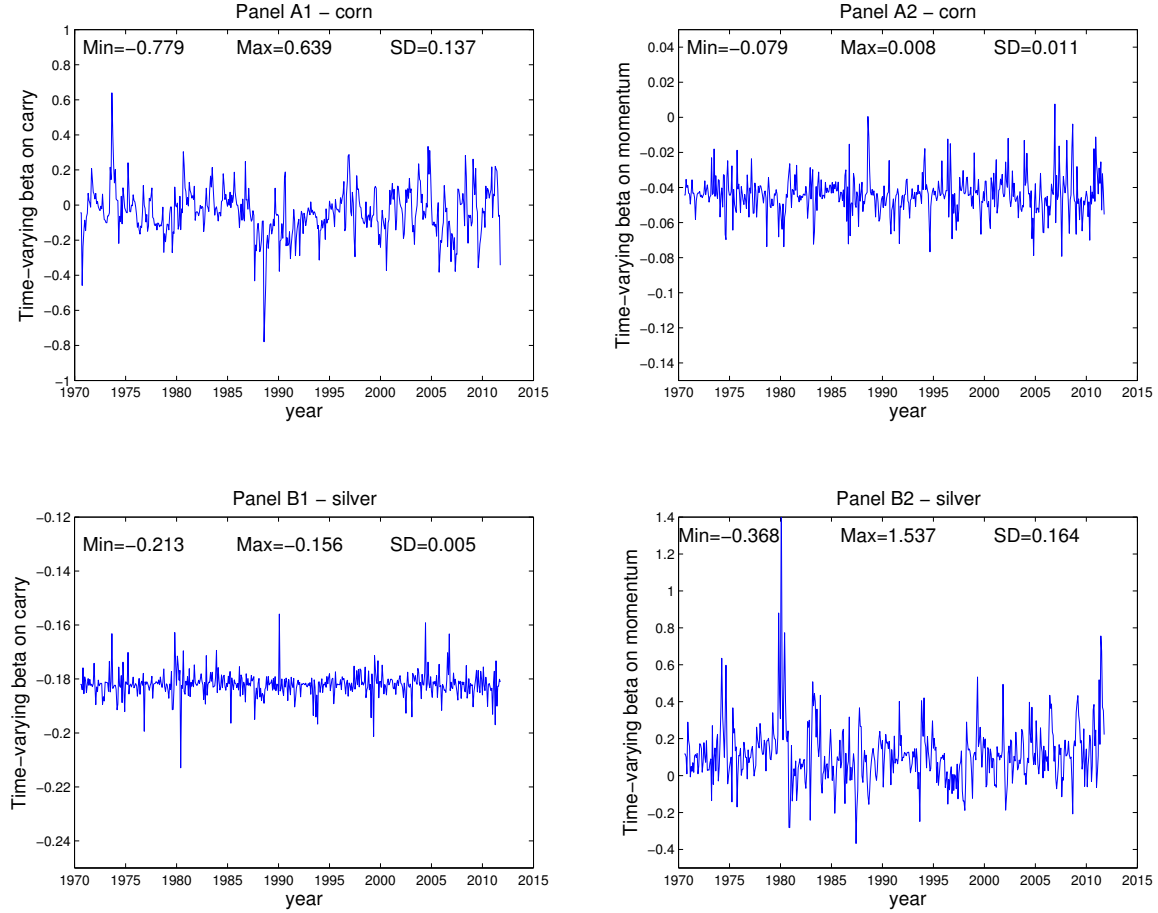 Panel A1 − corn
Min=−0.779 Max=0.639 SD=0.137
1
0.8
0.6
0.4
0.2
0
−0.2
−0.4
−0.6
−0.8
−1
Time−varying beta on carry
1970 1975 1980 1985 1990 1995 2000 2005 2010 2015
year
Panel A2 − corn
Min=−0.079 Max=0.008 SD=0.011
0.04
0.02
0
−0.02
−0.04
−0.06
−0.08
−0.1
−0.12
−0.14
Time−varying beta on momentum
1970 1975 1980 1985 1990 1995 2000 2005 2010 2015
year
Panel B1 − silver
Min=−0.213 Max=−0.156 SD=0.005
−0.12
−0.14
−0.16
−0.18
−0.2
−0.22
−0.24
Time−varying beta on carry
1970 1975 1980 1985 1990 1995 2000 2005 2010 2015
year
Panel B2 − silver
Min=−0.368 Max=1.537 SD=0.164
1.4
1.2
1
0.8
0.6
0.4
0.2
0
−0.2
−0.4
Time−varying beta on momentum
1970 1975 1980 1985 1990 1995 2000 2005 2010 2015
year